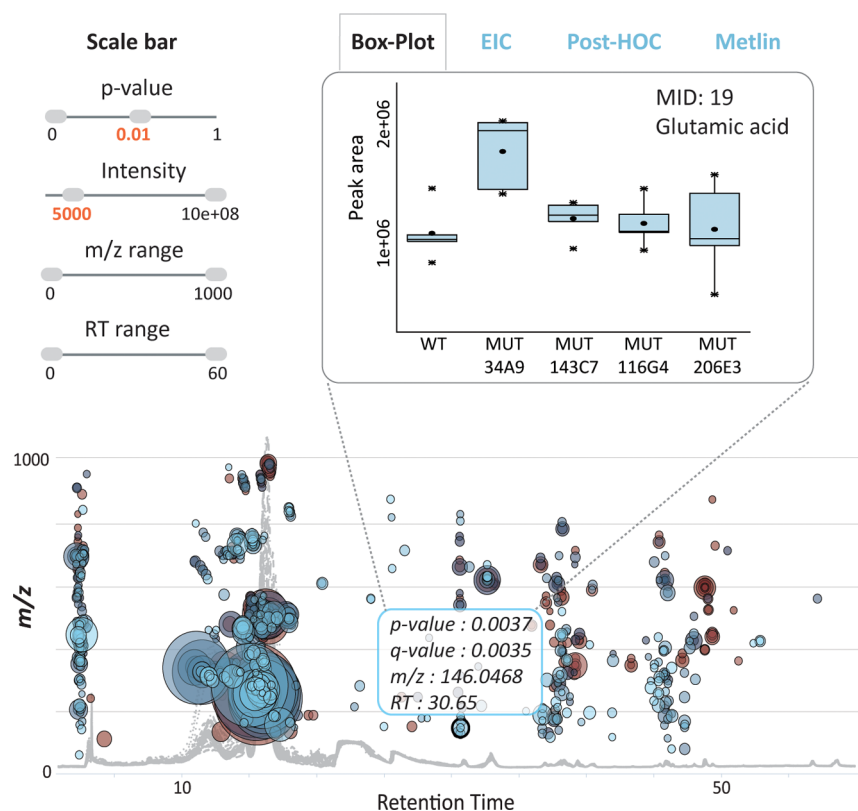 Scale bar
p-value
0 0.01 1
Intensity
5000 10e+08
m/z range
0 1000
RT range
0 60
Box-Plot EIC Post-HOC Metlin
MID: 19
Glutamic acid
Peak area
2e+06
1e+06
WT MUT MUT MUT MUT
34A9 143C7 116G4 206E3
1000
m/z
0
p-value : 0.0037
q-value : 0.0035
m/z : 146.0468
RT : 30.65
10 50
Retention Time